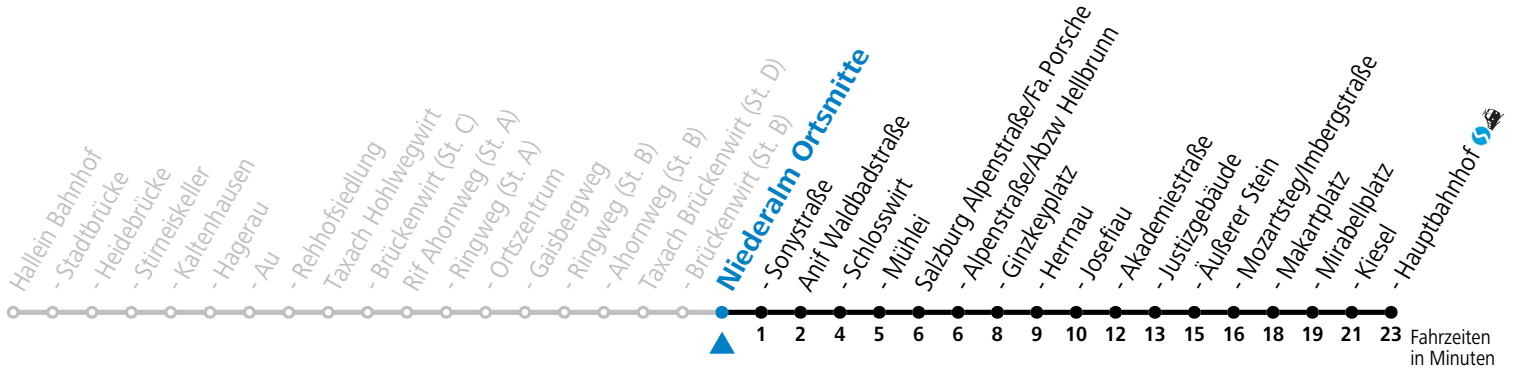 Hallein Bahnhof
- Stadtbrücke
- Heidebrücke
- Stirneiskeller
- Kaltenhausen
- Hagerau
- Au
- Rehhofsiedlung
Taxach Hohlwegwirt
- Brückenwirt (St. C)
Rif Ahornweg (St. A)
- Ringweg (St. A)
- Ortszentrum
- Gaisbergweg
- Ringweg (St. B)
- Ahornweg (St. B)
Taxach Brückenwirt (St. D)
- Brückenwirt (St. B)
Niederalm Ortsmitte
- Sonystraße
Anif Waldbadstraße
- Schlosswirt
- Mühlei
Salzburg Alpenstraße/Fa.Porsche
- Alpenstraße/Abzw Hellbrunn
- Ginzkeyplatz
- Herrnau
- Josefiau
- Akademiestraße
- Justizgebäude
- Äußerer Stein
- Mozartsteg/Imbergstraße
- Makartplatz
- Mirabellplatz
- Kiesel
- Hauptbahnhof
1 2 4 5 6 6 8 9 10 12 13 15 16 18 19 21 23 Fahrzeiten
in Minuten